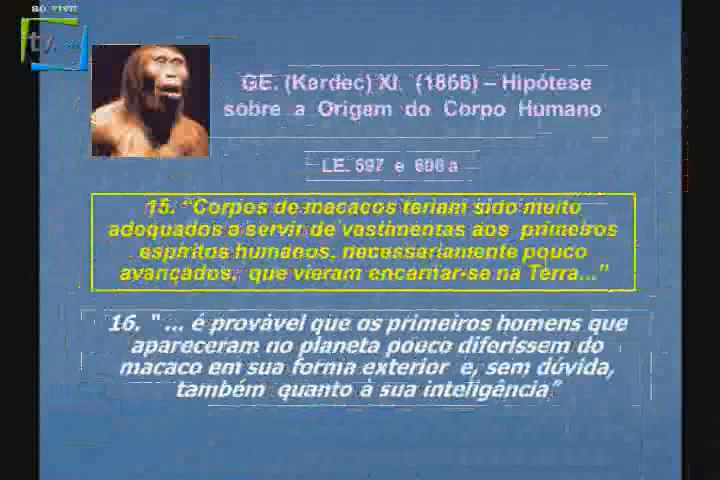 ao vivo
tv
GE. (Kardec) XI. (1868) – Hipótese
sobre a Origem do Corpo Humano
LE. 597 e 606 a
15. “Corpos de macacos teriam sido muito
adequados a servir de vestimentas aos primeiros
espíritos humanos, necessariamente pouco
avançados, que vieram encarnar-se na Terra...”
16. “ ... é provável que os primeiros homens que
apareceram no planeta pouco diferissem do
macaco em sua forma exterior e, sem dúvida,
também quanto à sua inteligência”